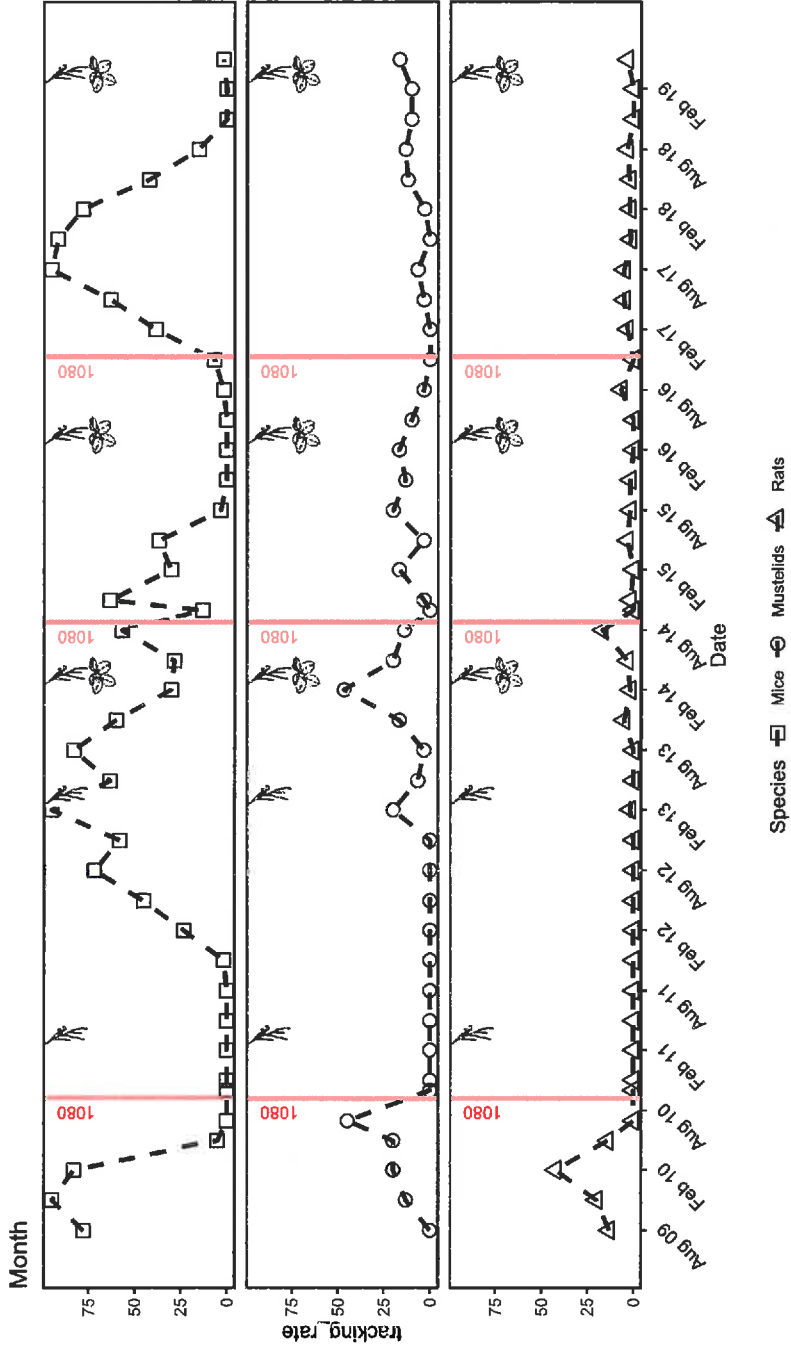 Month
1080
1080
1080
75
50
25
0
1080
1080
1080
75
50
25
0
tracking_rate
1080
1080
1080
75
50
25
0
Aug 09
Feb 10
Aug 10
Feb 11
Aug 11
Feb 12
Aug 12
Feb 13
Aug 13
Feb 14
Aug 14
Feb 15
Aug 15
Feb 16
Aug 16
Feb 17
Aug 17
Feb 18
Aug 18
Feb 19
Date
Species Mice Mustelids Rats